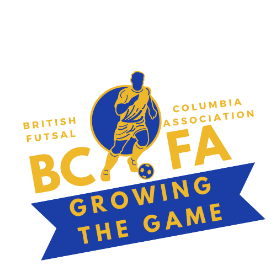 BRITISH COLUMBIA
FUTSAL ASSOCIATION
BC FA
GROWING
THE GAME